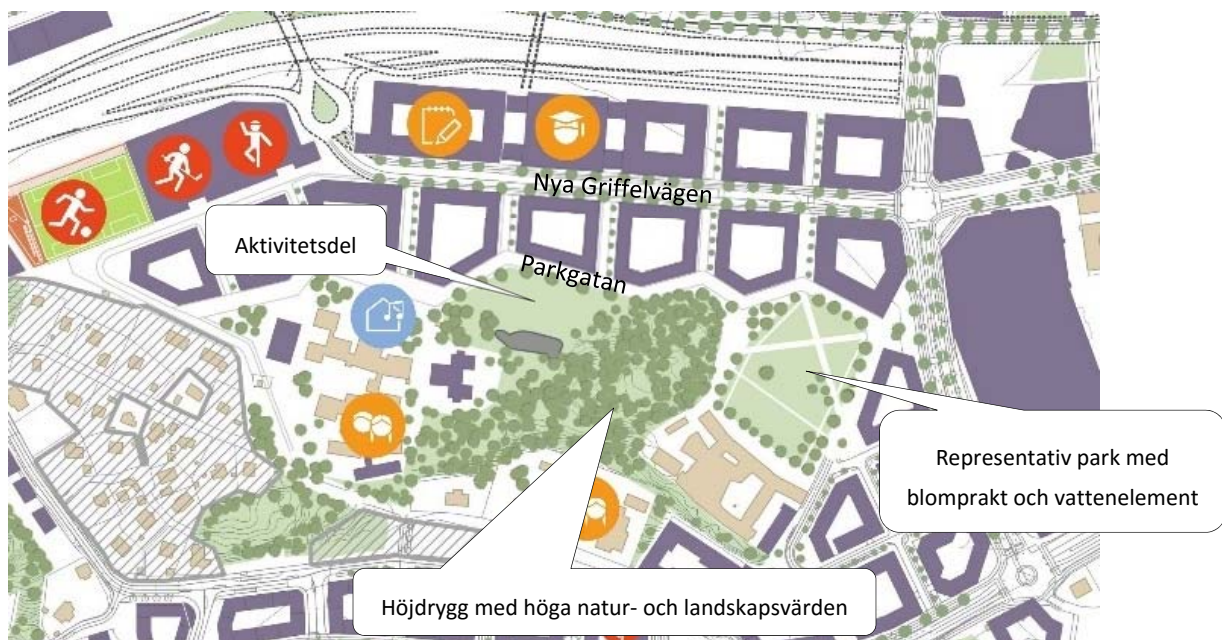 Nya Griffelvägen
Aktivitetsdel
Parkgatan
Representativ park med
blomprakt och vattenelement
Höjdrygg med höga natur- och landskapsvärden